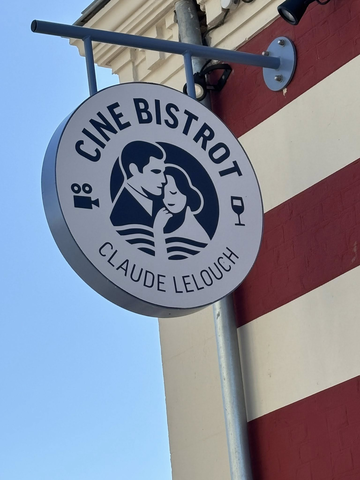 CINE BISTROT
CLAUDE LELOUCH